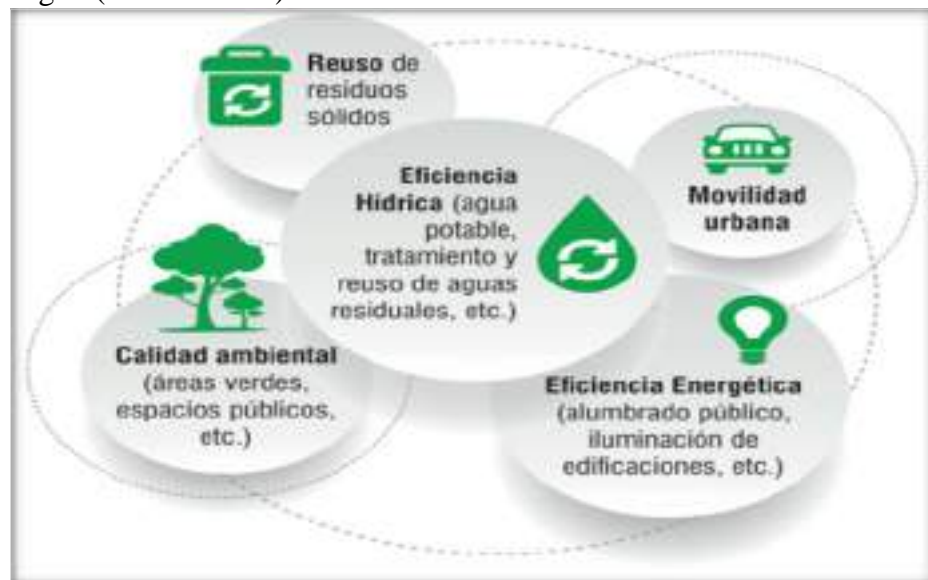 Reuso de
residuos
sólidos
Eficiencia
Hídrica (agua
potable,
tratamiento y
reuso de aguas
residuales, etc.)
Movilidad
urbana
Calidad ambiental
(áreas verdes,
espacios públicos,
etc.)
Eficiencia Energética
(alumbrado público,
iluminación de
edificaciones, etc.)